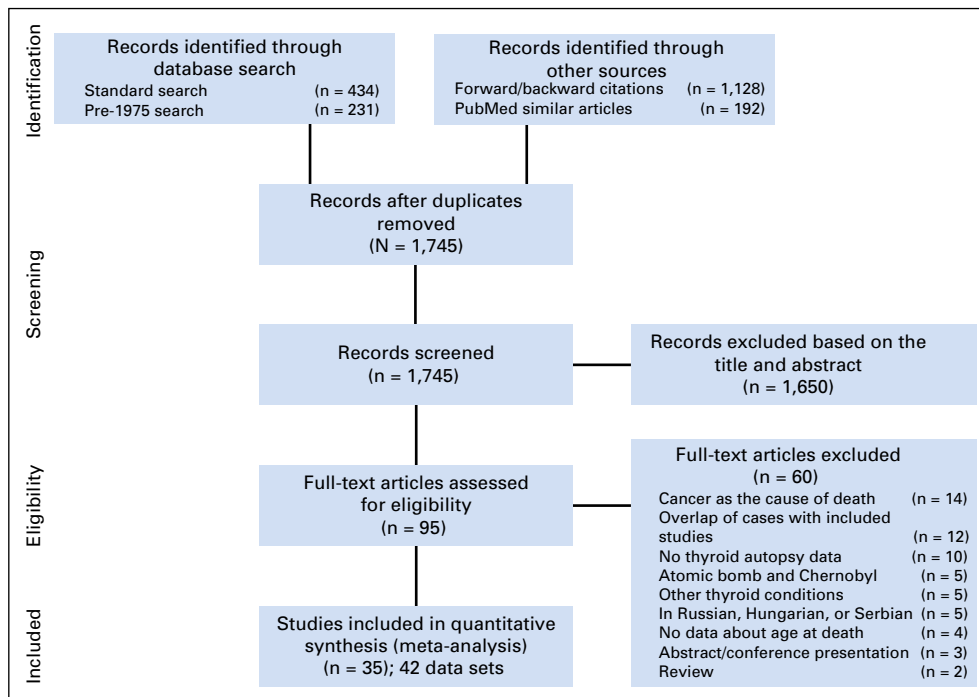 Identification
Records identified through
database search
Standard search (n = 434)
Pre-1975 search (n = 231)
Records identified through
other sources
Forward/backward citations (n = 1,128)
PubMed similar articles (n = 192)
Screening
Records after duplicates
removed
(N = 1,745)
Records screened
(n = 1,745)
Records excluded based on the
title and abstract
(n = 1,650)
Eligibility
Full-text articles assessed
for eligibility
(n = 95)
Full-text articles excluded
(n = 60)
Cancer as the cause of death (n = 14)
Overlap of cases with included
studies (n = 12)
No thyroid autopsy data (n = 10)
Atomic bomb and Chernobyl (n = 5)
Other thyroid conditions (n = 5)
In Russian, Hungarian, or Serbian (n = 5)
No data about age at death (n = 4)
Abstract/conference presentation (n = 3)
Review (n = 2)
Included
Studies included in quantitative
synthesis (meta-analysis)
(n = 35); 42 data sets